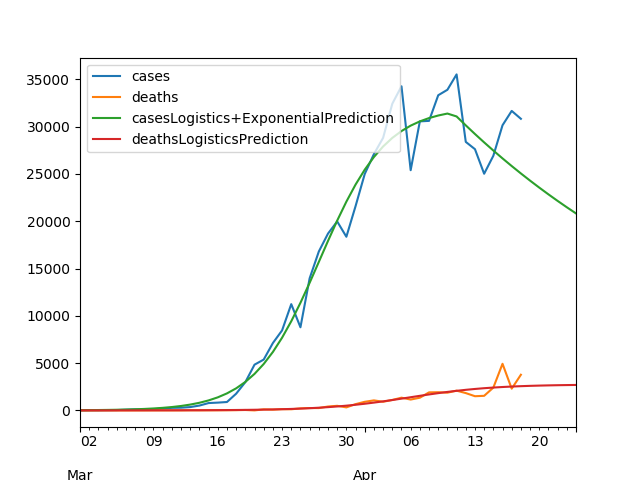 cases
deaths
casesLogistics+ExponentialPrediction
deathsLogisticsPrediction
35000
30000
25000
20000
15000
10000
5000
0
02 09 16 23 30 06 13 20
Mar Apr